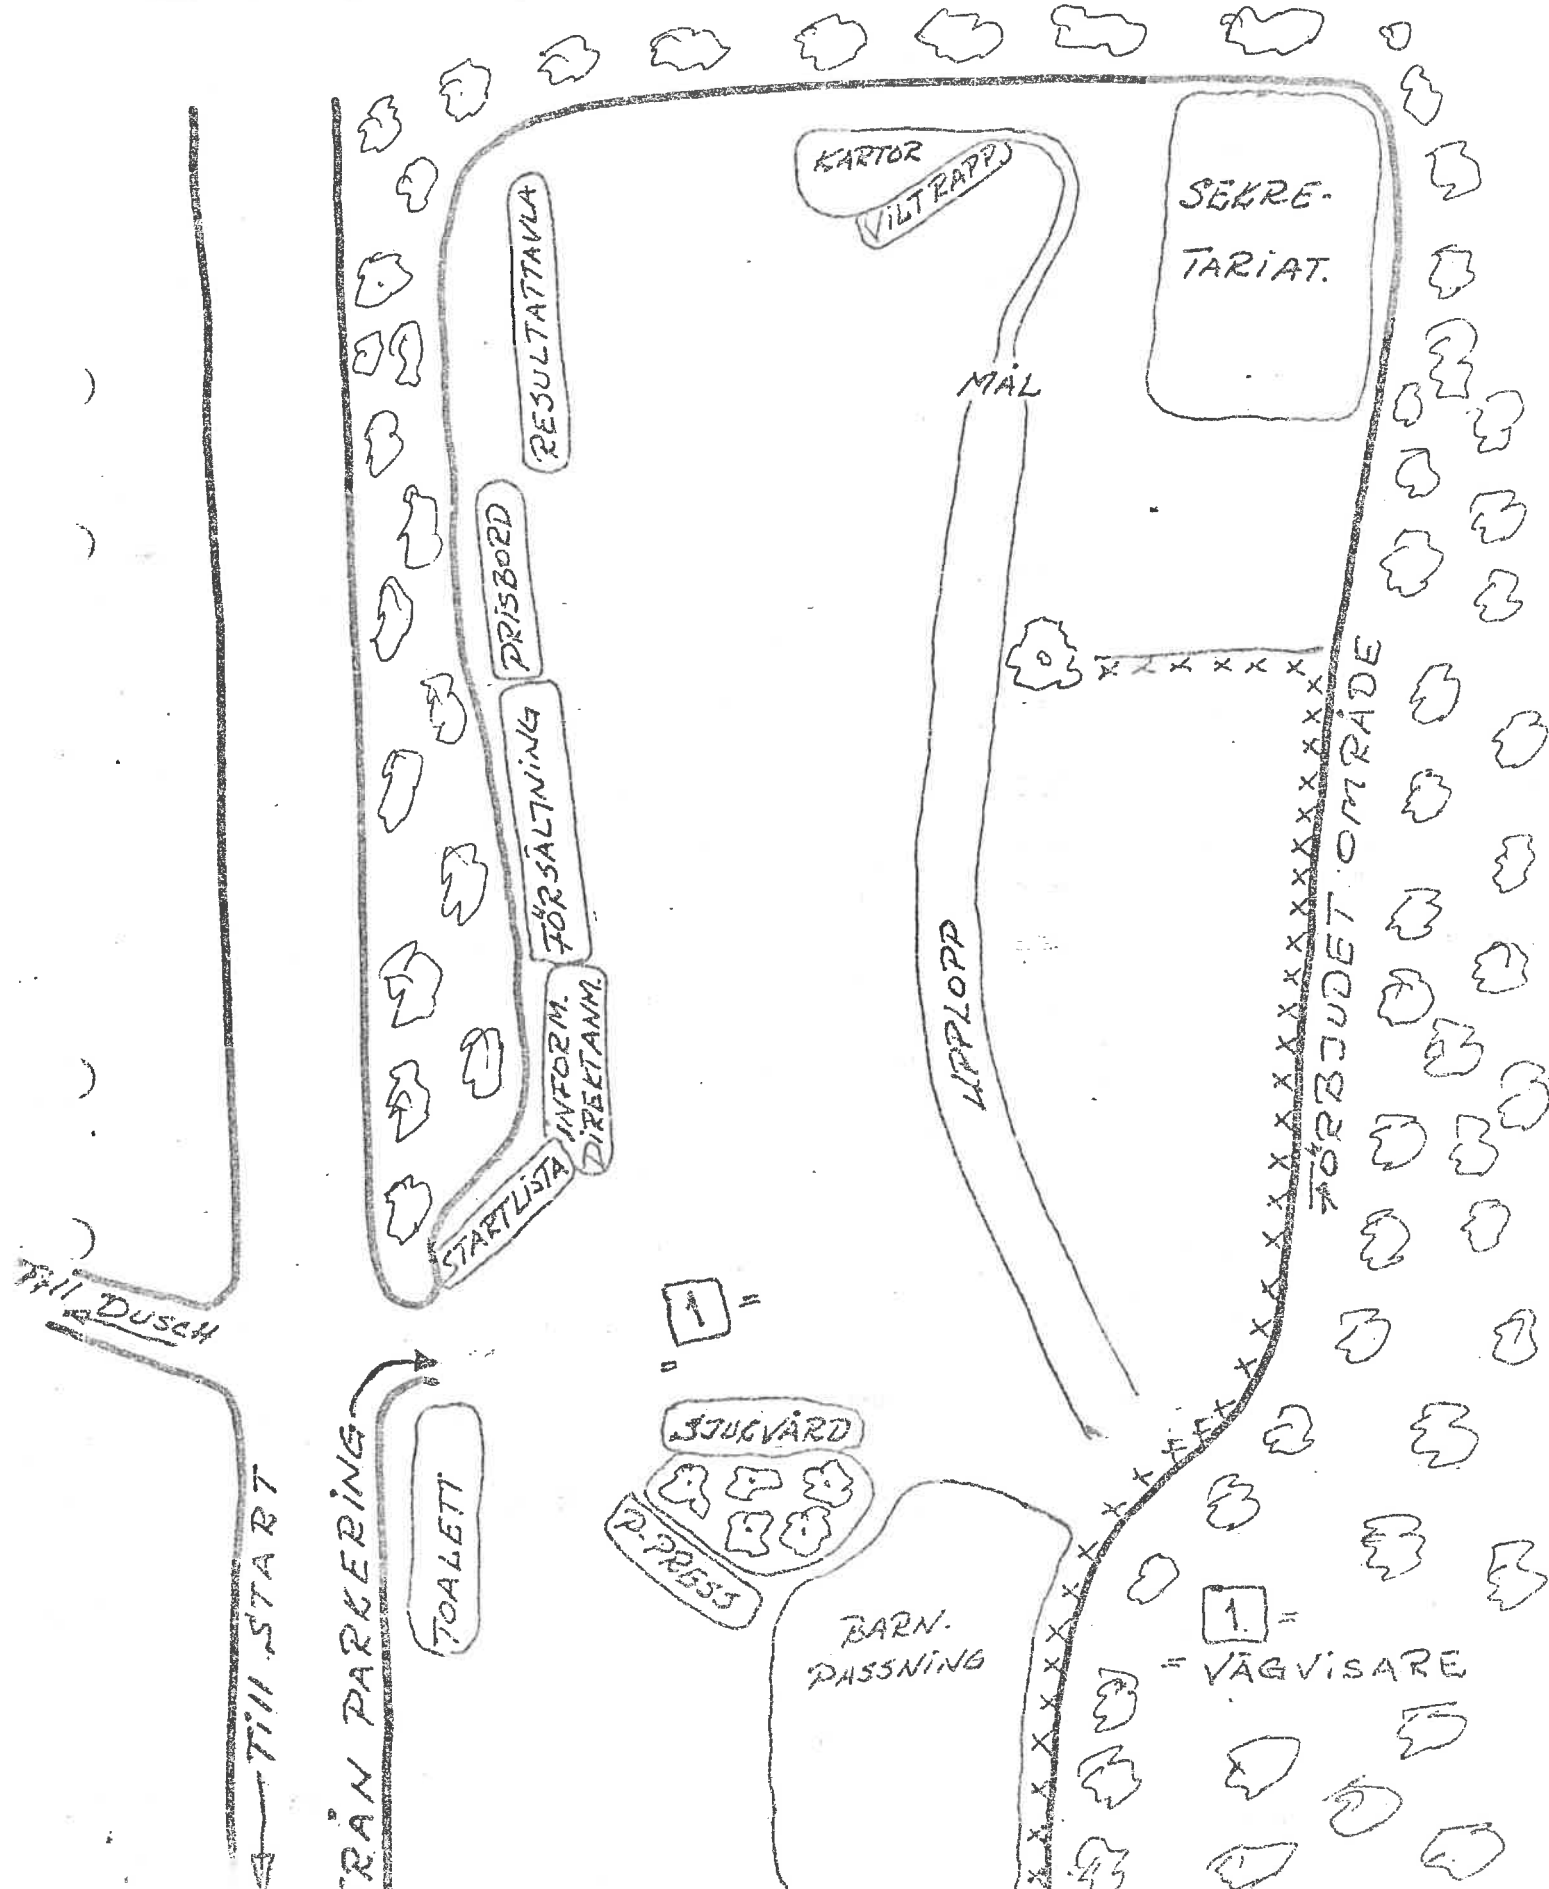 KARTOR
VILTRAPP.
SEKRE-
TARIAT.
RESULTATTAVLA
MÅL
PRISBORD
FÖRSÄLJNING
INFORM.
DIREKTANM.
STARTLISTA
UPPLOPP
FÖRBJUDET OMRÅDE
Till DUSCH
1 =
=
SJUKVÅRD
P-PRESS
TOALETT
Till START
FRÅN PARKERING
BARN-
PASSNING
1. =
= VÄGVISARE